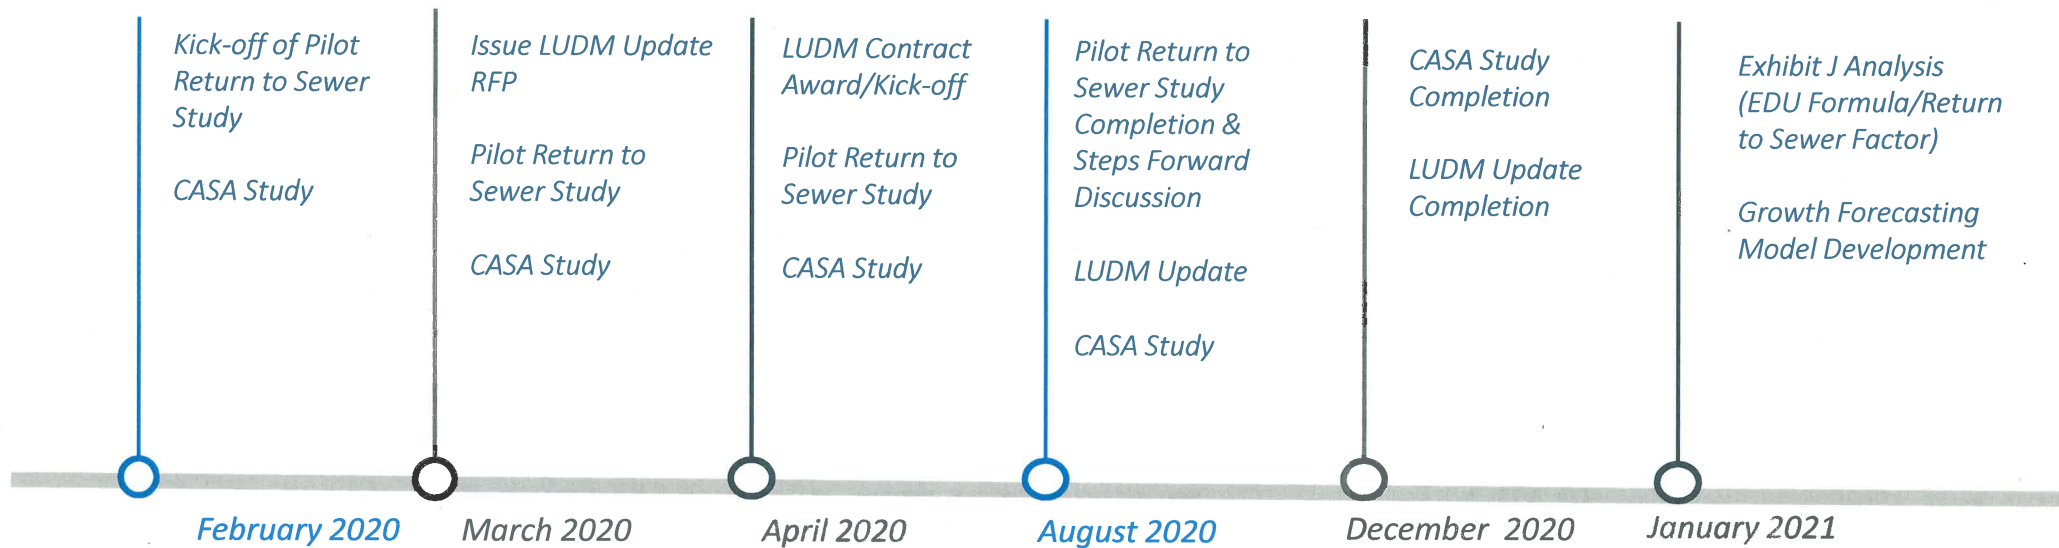 Kick-off of Pilot
Return to Sewer
Study
CASA Study
Issue LUDM Update
RFP
Pilot Return to
Sewer Study
CASA Study
LUDM Contract
Award/Kick-off
Pilot Return to
Sewer Study
CASA Study
Pilot Return to
Sewer Study
Completion &
Steps Forward
Discussion
LUDM Update
CASA Study
CASA Study
Completion
LUDM Update
Completion
Exhibit J Analysis
(EDU Formula/Return
to Sewer Factor)
Growth Forecasting
Model Development
February 2020
March 2020
April 2020
August 2020
December 2020
January 2021